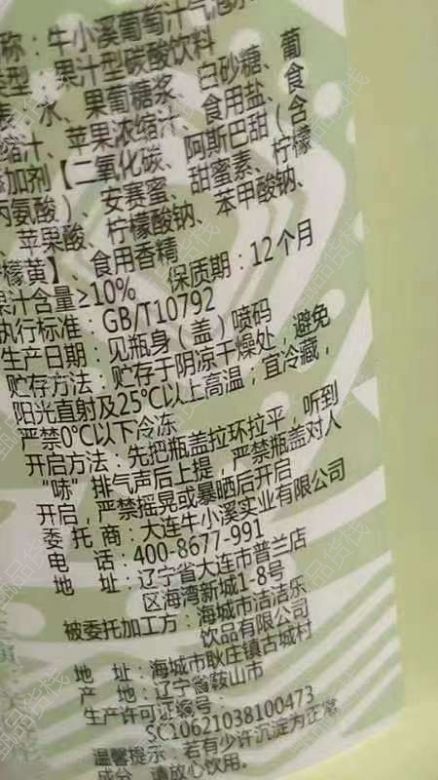 称：牛小溪葡萄汁气泡水
类型：果汁型碳酸饮料
表：水、果葡糖浆、白砂糖、葡
缩汁、苹果浓缩汁、食用盐、食
添加剂【二氧化碳、阿斯巴甜（含
丙氨酸）、安赛蜜、甜蜜素、柠檬
苹果酸、柠檬酸钠、苯甲酸钠、
檬黄】、食用香精
果汁含量≥10% 保质期：12个月
执行标准：GB/T10792
生产日期：见瓶身（盖）喷码
贮存方法：贮存于阴凉干燥处，避免
阳光直射及25℃以上高温；宜冷藏，
严禁0℃以下冷冻
开启方法：先把瓶盖拉环拉平，听到
“哧”排气声后上提，严禁瓶盖对人
开启，严禁摇晃或暴晒后开启
委托商：大连牛小溪实业有限公司
电话：400-8677-991
地址：辽宁省大连市普兰店
区海湾新城1-8号
被委托加工方：海城市洁洁乐
饮品有限公司
地址：海城市耿庄镇古城村
产地：辽宁省鞍山市
生产许可证编号：
SC10621038100473
温馨提示：若有少许沉淀为正常
成分，请放心饮用。